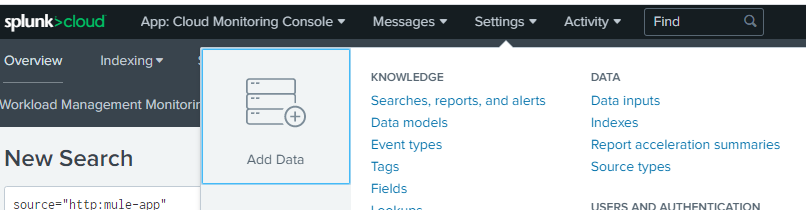 splunk>cloud App: Cloud Monitoring Console Messages Settings Activity Find
Overview Indexing
Workload Management Monitorin
Add Data
KNOWLEDGE
Searches, reports, and alerts
Data models
Event types
Tags
Fields
Lookups
DATA
Data inputs
Indexes
Report acceleration summaries
Source types
USERS AND AUTHENTICATION
New Search
source="http:mule-app"